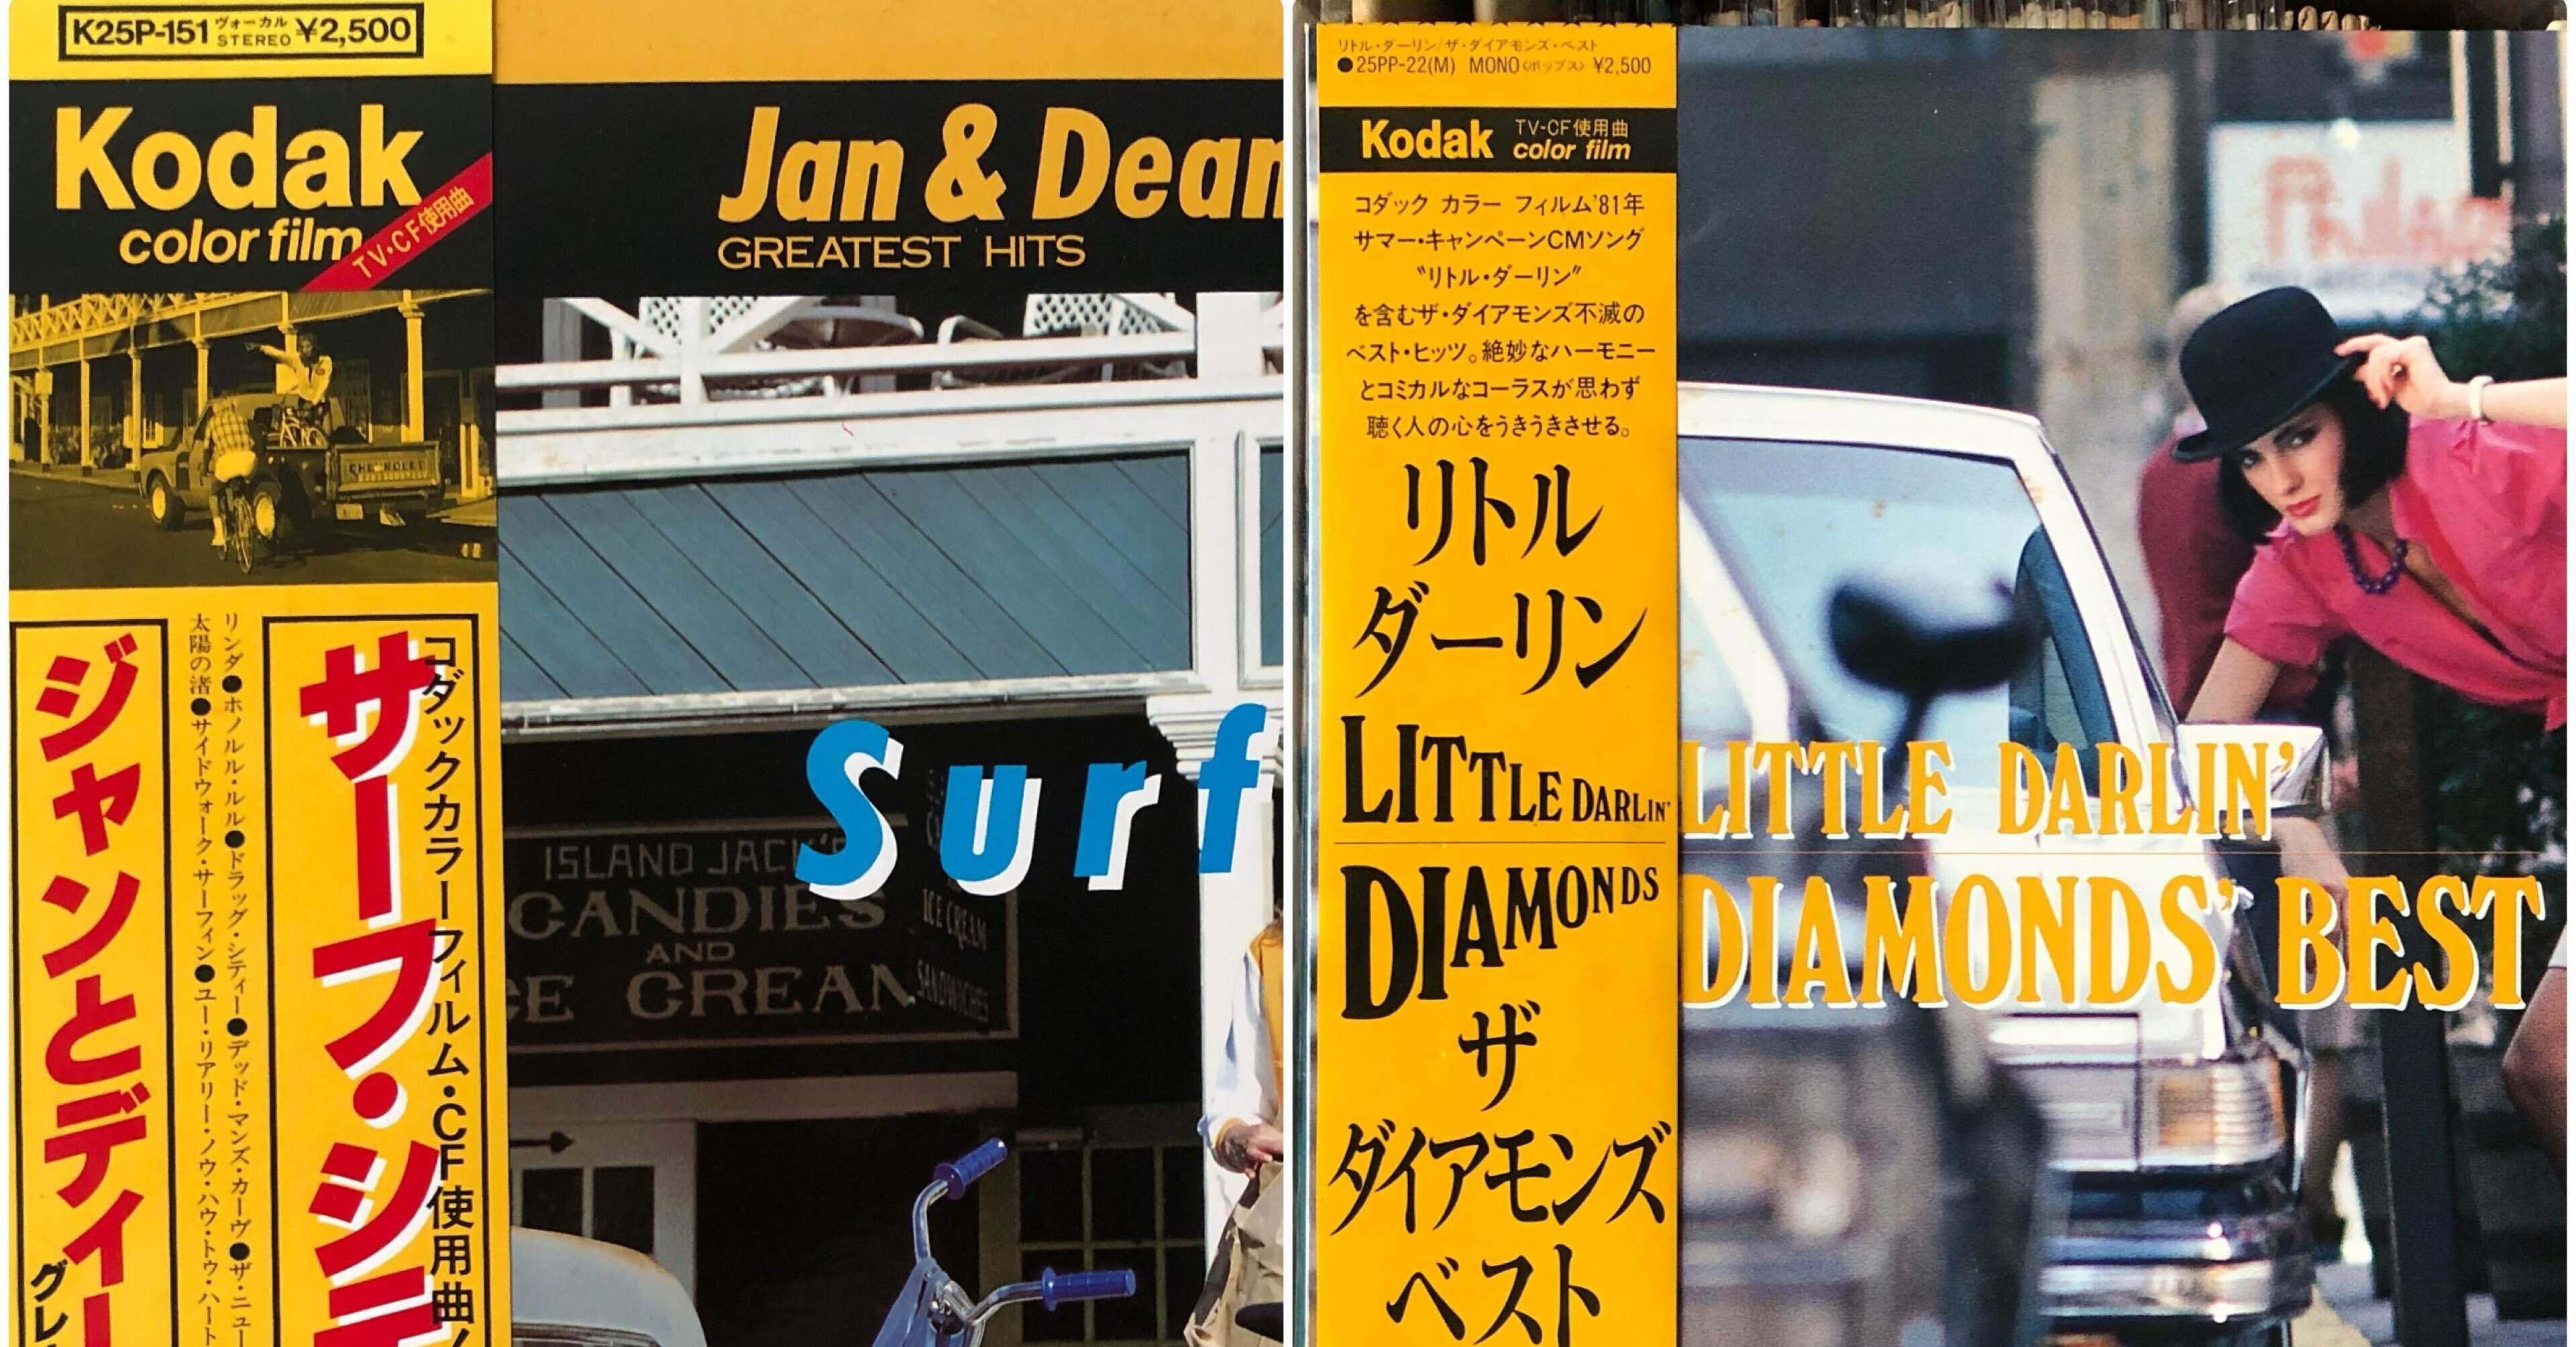 K25P-151 ヴォーカル STEREO ¥2,500
Kodak
color film
TV・CF使用曲
CHEVROLET
コダックカラーフィルム・CF使用曲
サーフ・シテ
リンダ●ホノルル・ルル●ドラッグ・シティー●デッド・マンズ・カーヴ●ザ・ニュー
太陽の渚●サイドウォーク・サーフィン●ユー・リアリー・ノウ・ハウ・トゥ・ハート
ジャンとディー
グレ
Jan & Dean
GREATEST HITS
Surf
ISLAND JACK'S
CANDIES
AND
CE CREAM
ICE CREAM
SANDWICHES
リトル・ダーリン/ザ・ダイアモンズ・ベスト
●25PP-22(M) MONO〈ポップス〉 ¥2,500
Kodak TV-CF使用曲
color film
コダック カラー フィルム'81年
サマー・キャンペーンCMソング
〝リトル・ダーリン〟
を含むザ・ダイアモンズ不滅の
ベスト・ヒッツ。絶妙なハーモニー
とコミカルなコーラスが思わず
聴く人の心をうきうきさせる。
リトル
ダーリン
LITTLE DARLIN'
DIAMONDS
ザ
ダイアモンズ
ベスト
LITTLE DARLIN'
DIAMONDS' BEST